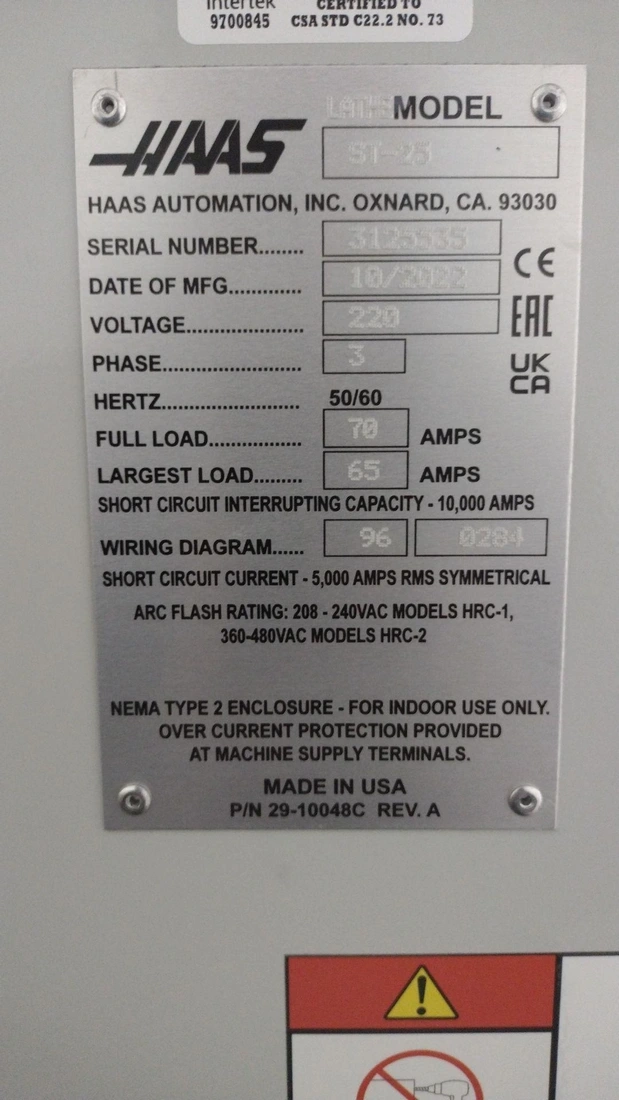 Intertek CERTIFIED TO
9700845 CSA STD C22.2 NO. 73
HAAS LATHE MODEL
ST-25
HAAS AUTOMATION, INC. OXNARD, CA. 93030
SERIAL NUMBER........
DATE OF MFG............. 10/2022
VOLTAGE..................... 220
PHASE......................... 3
HERTZ......................... 50/60
FULL LOAD.................. 70 AMPS
LARGEST LOAD......... 65 AMPS
SHORT CIRCUIT INTERRUPTING CAPACITY - 10,000 AMPS
WIRING DIAGRAM...... 96 0284
SHORT CIRCUIT CURRENT - 5,000 AMPS RMS SYMMETRICAL
ARC FLASH RATING: 208 - 240VAC MODELS HRC-1,
360-480VAC MODELS HRC-2
NEMA TYPE 2 ENCLOSURE - FOR INDOOR USE ONLY.
OVER CURRENT PROTECTION PROVIDED
AT MACHINE SUPPLY TERMINALS.
MADE IN USA
P/N 29-10048C REV. A
CE
EAC
UK
CA